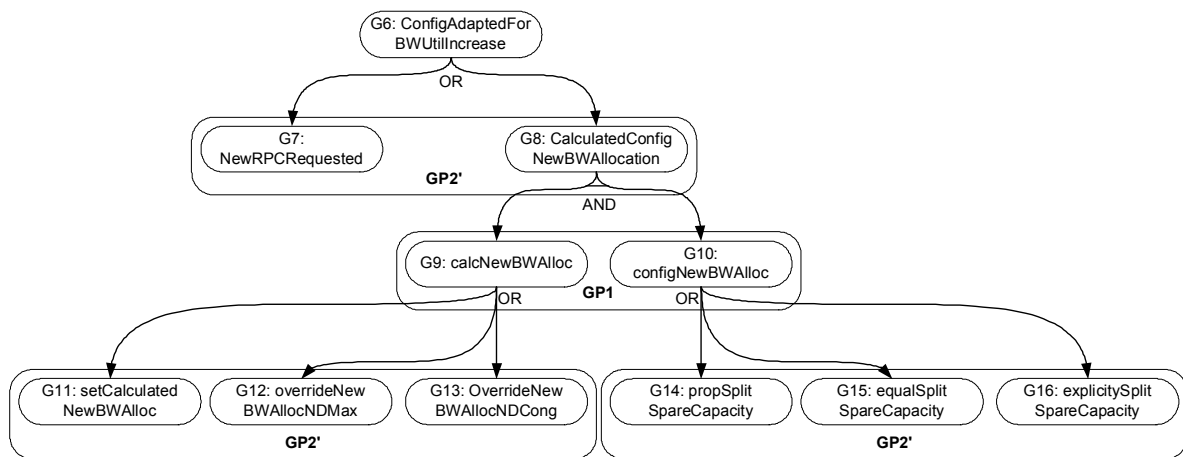 G6: ConfigAdaptedFor
BWUtilIncrease
OR
G7:
NewRPCRequested
G8: CalculatedConfig
NewBWAllocation
GP2'
AND
G9: calcNewBWAlloc
G10:
configNewBWAlloc
GP1
OR
OR
G11: setCalculated
NewBWAlloc
G12: overrideNew
BWAllocNDMax
G13: OverrideNew
BWAllocNDCong
GP2'
G14: propSplit
SpareCapacity
G15: equalSplit
SpareCapacity
G16: explicitySplit
SpareCapacity
GP2'